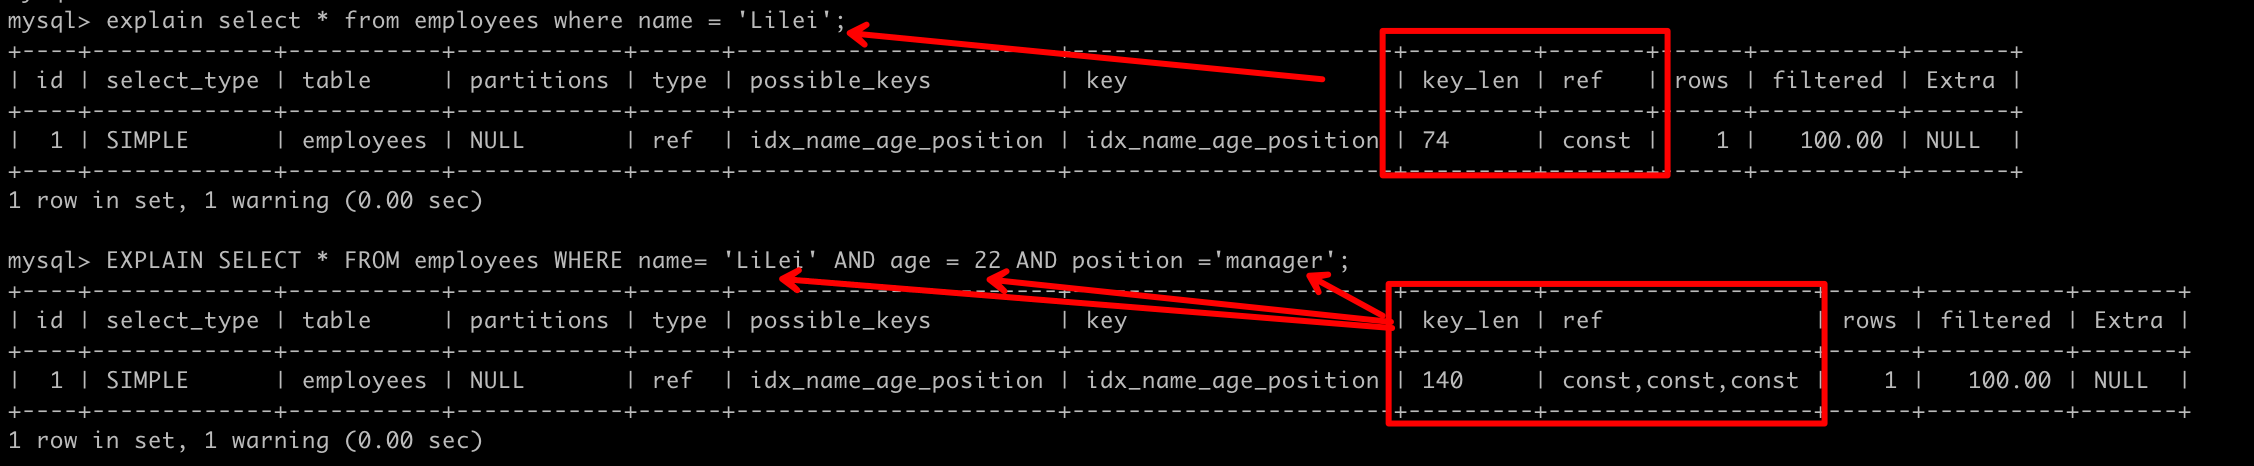 mysql> explain select * from employees where name = 'Lilei';
+----+-------------+-----------+------------+------+-----------------------+-----------------------+---------+-------+------+----------+-------+
| id | select_type | table     | partitions | type | possible_keys         | key                   | key_len | ref   | rows | filtered | Extra |
+----+-------------+-----------+------------+------+-----------------------+-----------------------+---------+-------+------+----------+-------+
|  1 | SIMPLE      | employees | NULL       | ref  | idx_name_age_position | idx_name_age_position | 74      | const |    1 |   100.00 | NULL  |
+----+-------------+-----------+------------+------+-----------------------+-----------------------+---------+-------+------+----------+-------+
1 row in set, 1 warning (0.00 sec)
mysql> EXPLAIN SELECT * FROM employees WHERE name= 'LiLei' AND age = 22 AND position ='manager';
+----+-------------+-----------+------------+------+-----------------------+-----------------------+---------+-------------------+------+----------+-------+
| id | select_type | table     | partitions | type | possible_keys         | key                   | key_len | ref               | rows | filtered | Extra |
+----+-------------+-----------+------------+------+-----------------------+-----------------------+---------+-------------------+------+----------+-------+
|  1 | SIMPLE      | employees | NULL       | ref  | idx_name_age_position | idx_name_age_position | 140     | const,const,const |    1 |   100.00 | NULL  |
+----+-------------+-----------+------------+------+-----------------------+-----------------------+---------+-------------------+------+----------+-------+
1 row in set, 1 warning (0.00 sec)